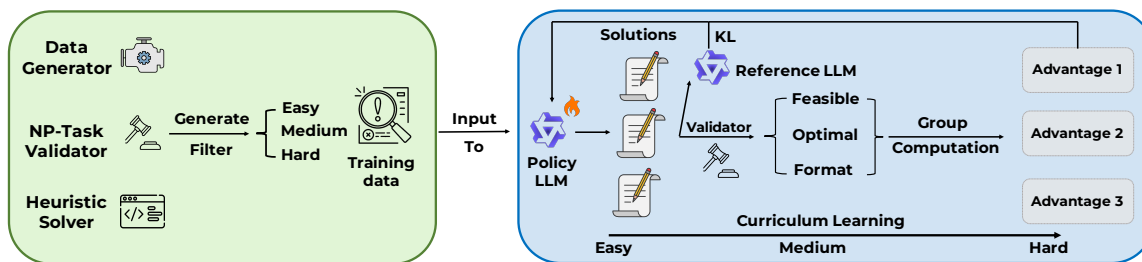 Data
Generator
NP-Task
Validator
Heuristic
Solver
Generate
Filter
Easy
Medium
Hard
Training
data
Input
To
Policy
LLM
Solutions
KL
Reference LLM
Validator
Feasible
Optimal
Format
Group
Computation
Advantage 1
Advantage 2
Advantage 3
Curriculum Learning
Easy Medium Hard